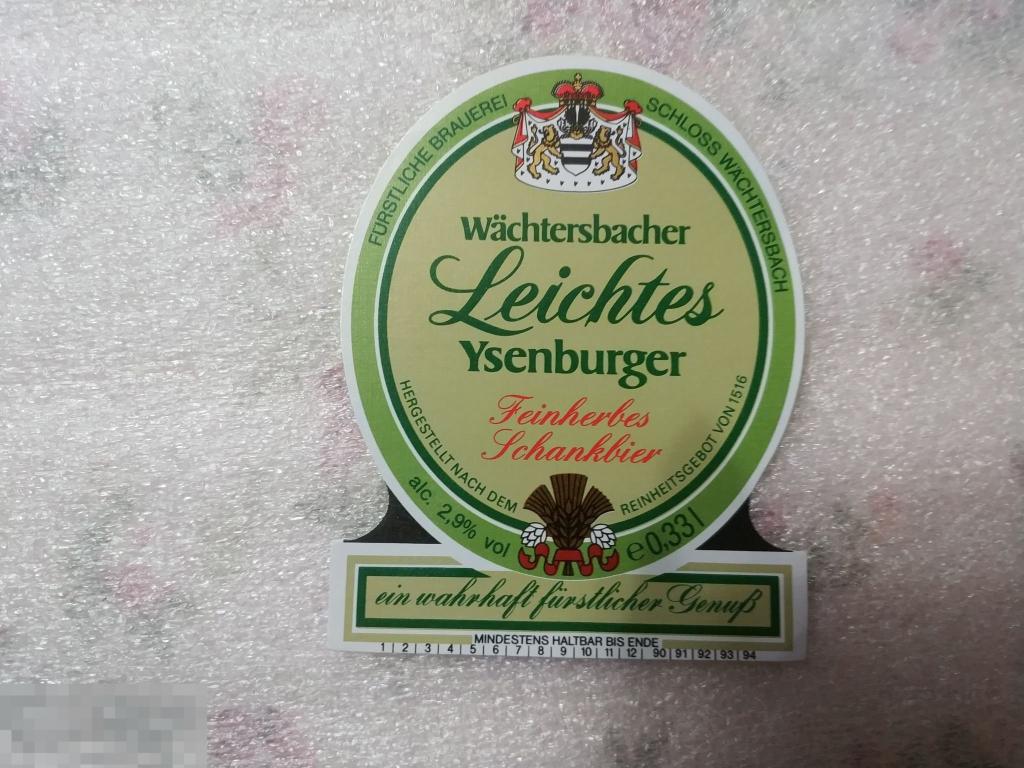 FÜRSTLICHE BRAUEREI SCHLOSS WÄCHTERSBACH
Wächtersbacher
Leichtes
Ysenburger
Feinherbes
Schankbier
HERGESTELLT NACH DEM REINHEITSGEBOT VON 1516
alc. 2,9% vol
e 0,33 l
ein wahrhaft fürstlicher Genuß
MINDESTENS HALTBAR BIS ENDE
1 | 2 | 3 | 4 | 5 | 6 | 7 | 8 | 9 | 10 | 11 | 12 | 90 | 91 | 92 | 93 | 94